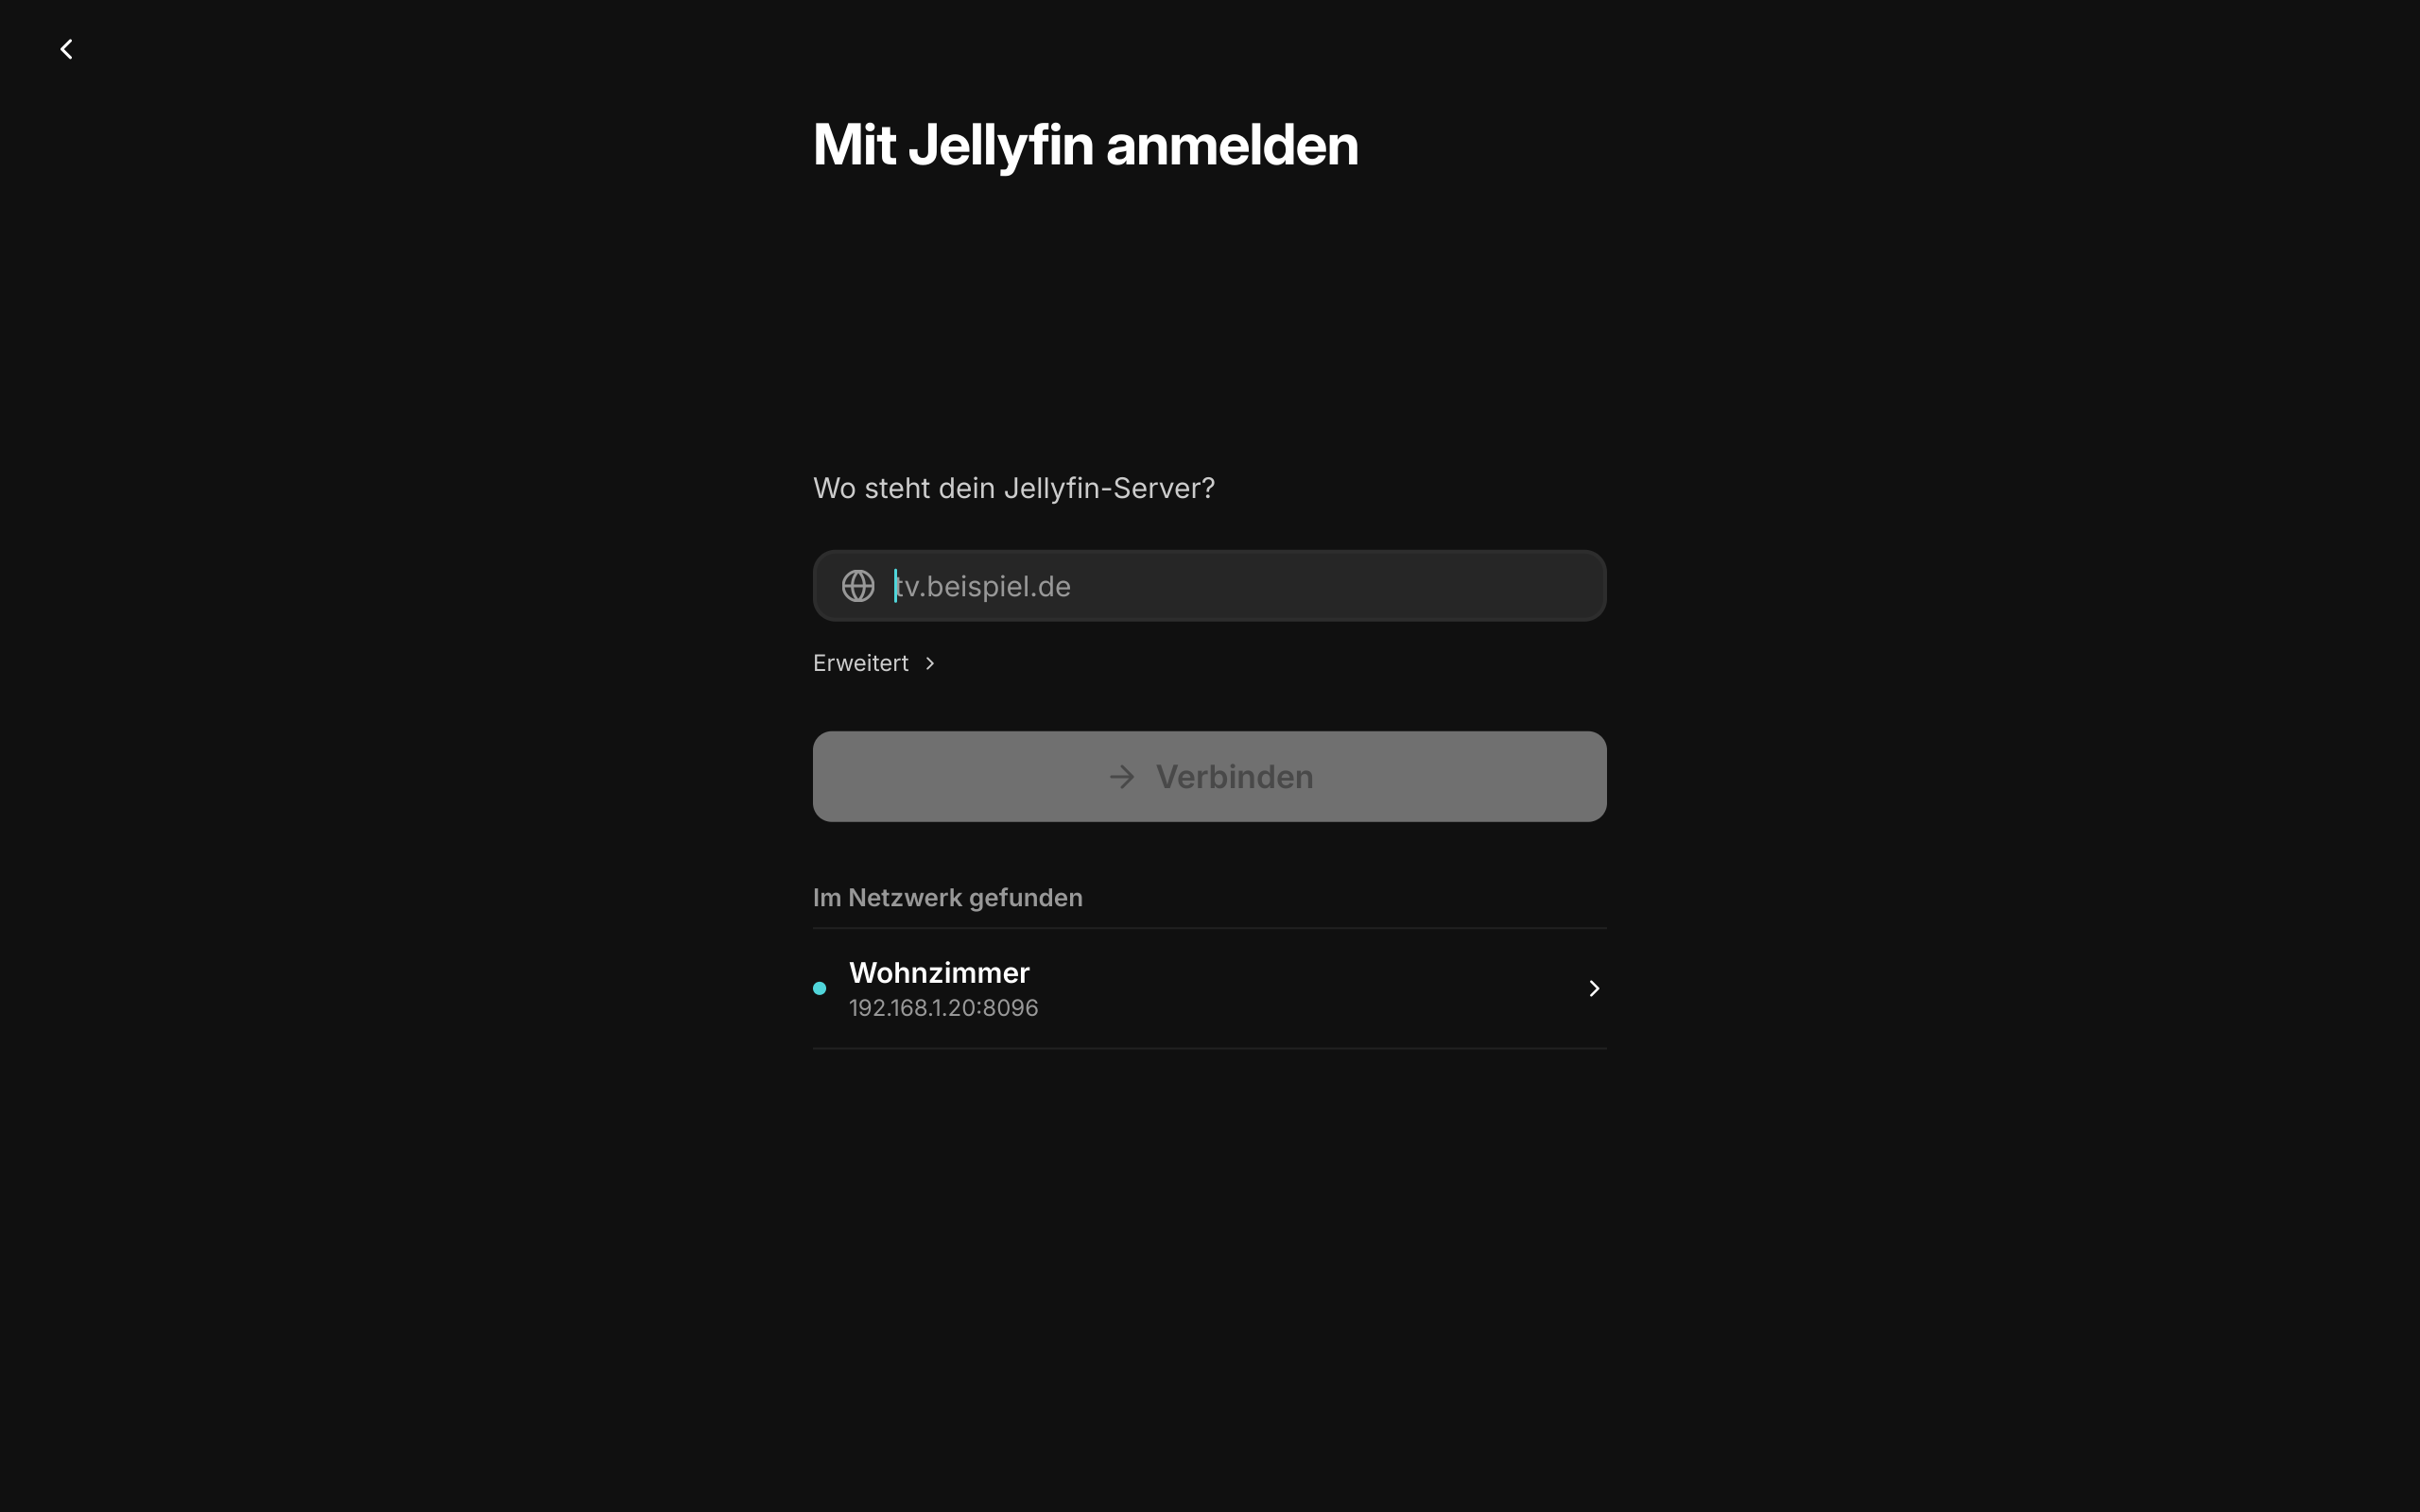 Mit Jellyfin anmelden
Wo steht dein Jellyfin-Server?
tv.beispiel.de
Erweitert
Verbinden
Im Netzwerk gefunden
Wohnzimmer
192.168.1.20:8096